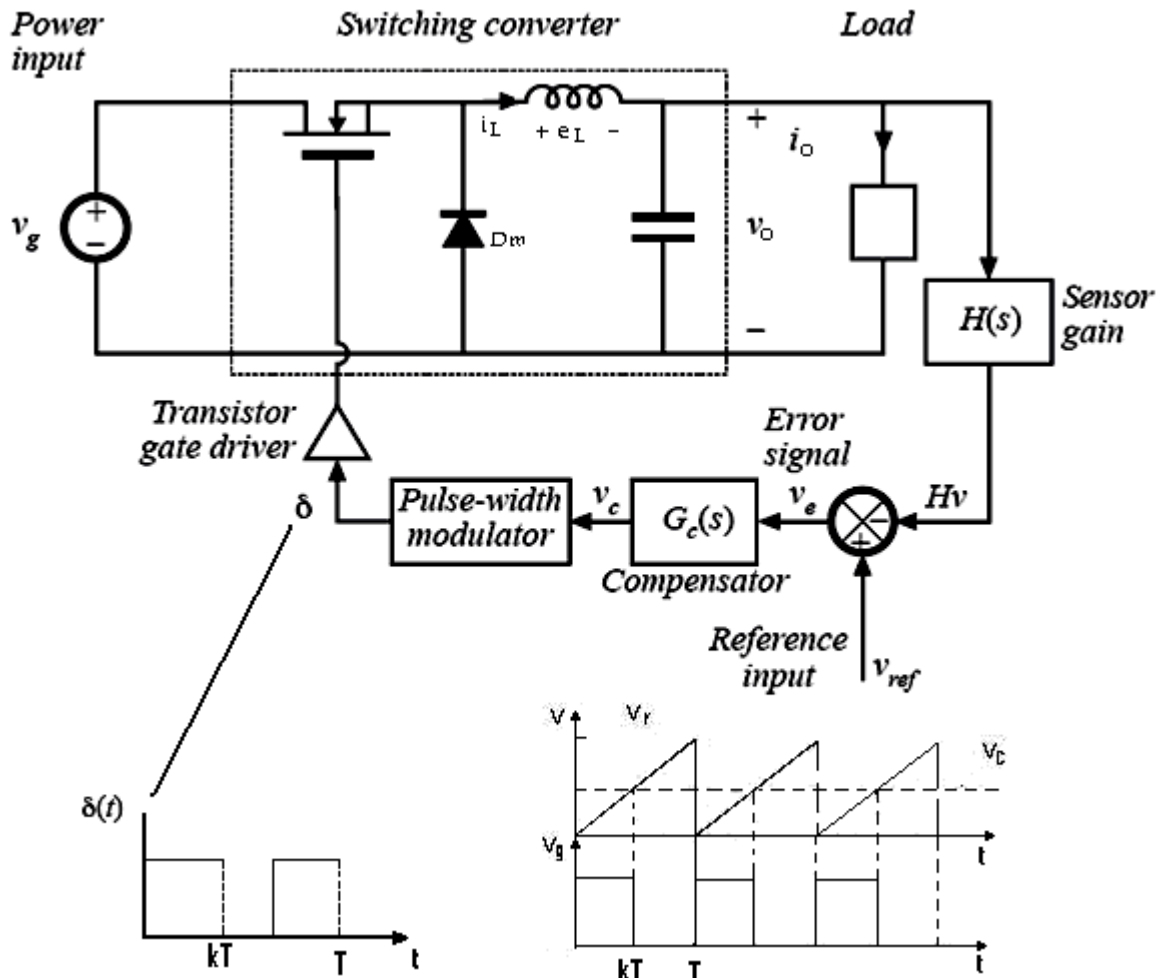 Power input
Switching converter
Load
i_L
+ e_L -
+
i_o
v_g
+
-
Dm
v_o
-
H(s)
Sensor gain
Transistor gate driver
Error signal
δ
Pulse-width modulator
v_c
G_c(s)
v_e
-
+
Hv
Compensator
Reference input
v_ref
V
V_r
V_c
t
δ(t)
V_g
kT
T
t
kT
T
t